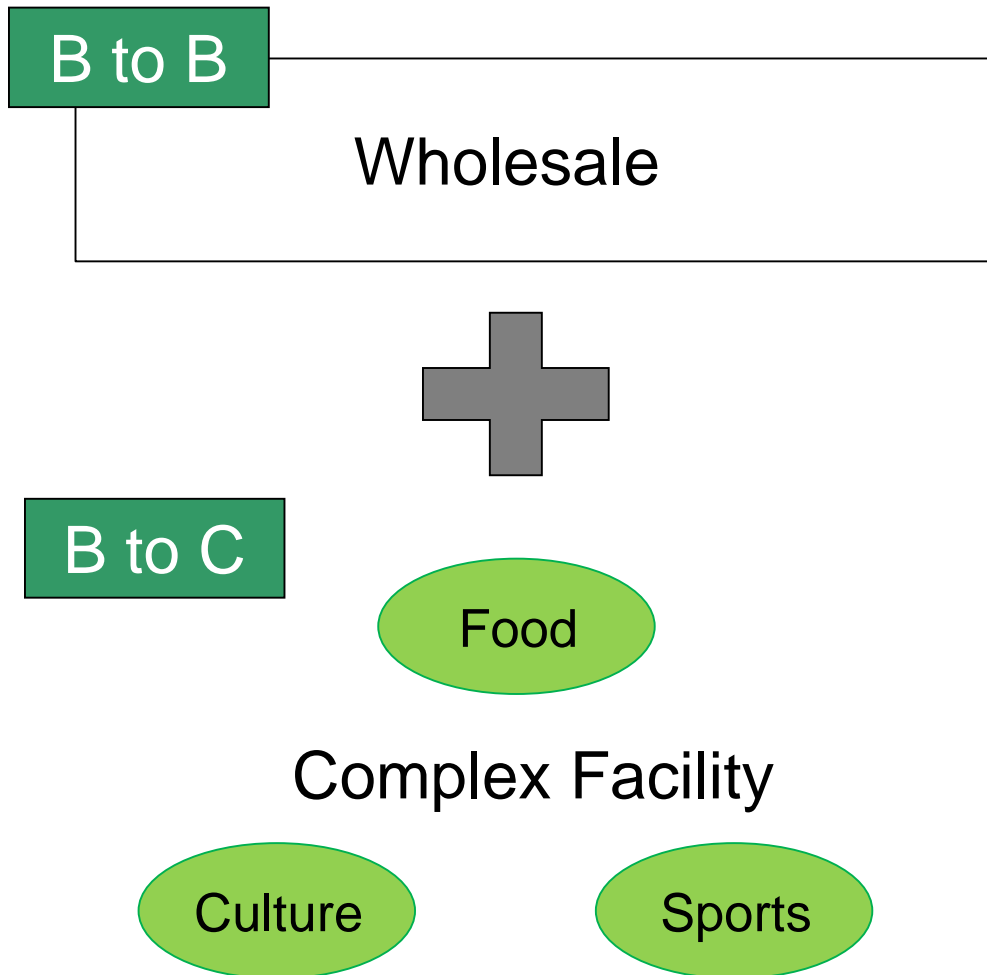 B to B
Wholesale
B to C
Food
Complex Facility
Culture
Sports